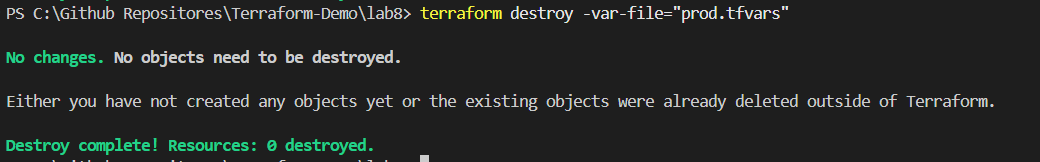 PS C:\Github Repositores\Terraform-Demo\lab8> terraform destroy -var-file="prod.tfvars"
No changes. No objects need to be destroyed.
Either you have not created any objects yet or the existing objects were already deleted outside of Terraform.
Destroy complete! Resources: 0 destroyed.